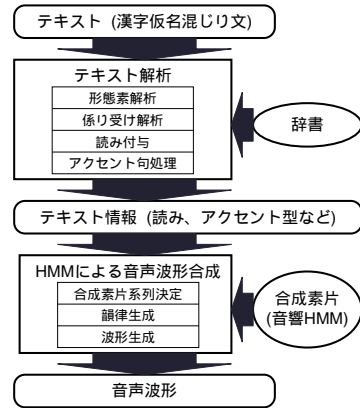 テキスト (漢字仮名混じり文)
テキスト解析
形態素解析
係り受け解析
読み付与
アクセント句処理
辞書
テキスト情報 (読み、アクセント型など)
HMMによる音声波形合成
合成素片系列決定
韻律生成
波形生成
合成素片
(音響HMM)
音声波形